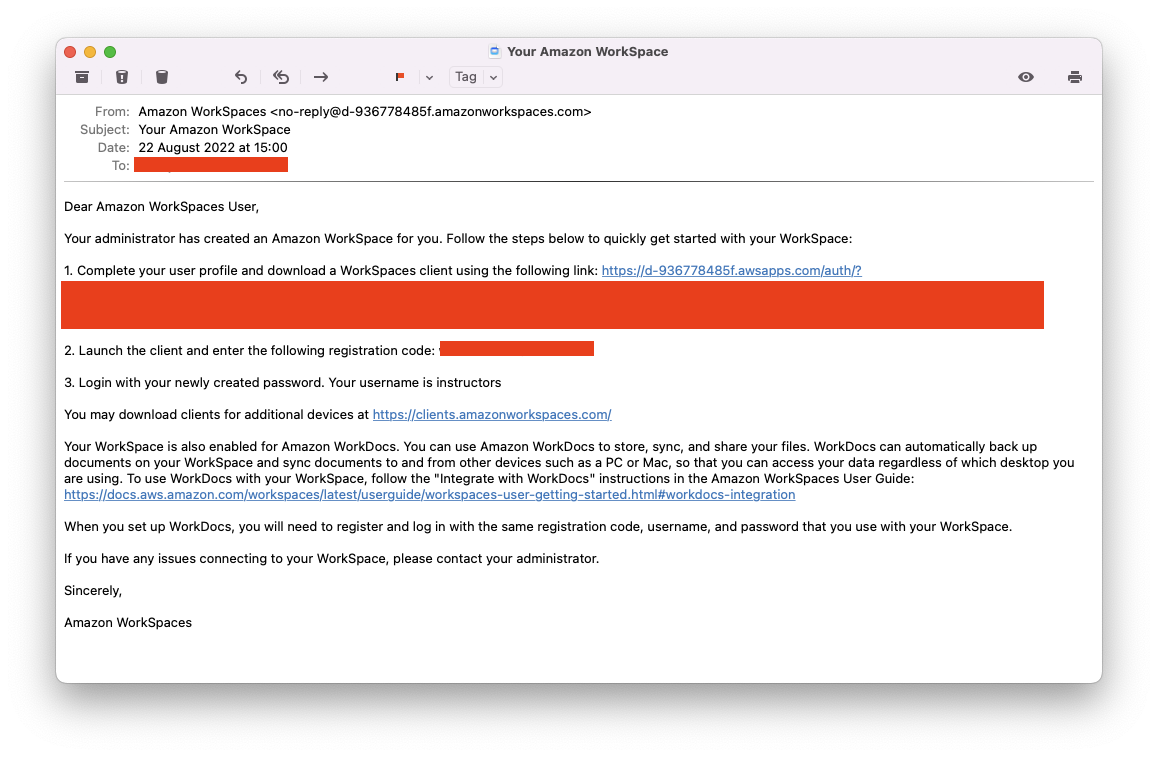 Your Amazon WorkSpace
Tag
From: Amazon WorkSpaces <no-reply@d-936778485f.amazonworkspaces.com>
Subject: Your Amazon WorkSpace
Date: 22 August 2022 at 15:00
To:
Dear Amazon WorkSpaces User,
Your administrator has created an Amazon WorkSpace for you. Follow the steps below to quickly get started with your WorkSpace:
1. Complete your user profile and download a WorkSpaces client using the following link: https://d-936778485f.awsapps.com/auth/?
2. Launch the client and enter the following registration code:
3. Login with your newly created password. Your username is instructors
You may download clients for additional devices at https://clients.amazonworkspaces.com/
Your WorkSpace is also enabled for Amazon WorkDocs. You can use Amazon WorkDocs to store, sync, and share your files. WorkDocs can automatically back up
documents on your WorkSpace and sync documents to and from other devices such as a PC or Mac, so that you can access your data regardless of which desktop you
are using. To use WorkDocs with your WorkSpace, follow the "Integrate with WorkDocs" instructions in the Amazon WorkSpaces User Guide:
https://docs.aws.amazon.com/workspaces/latest/userguide/workspaces-user-getting-started.html#workdocs-integration
When you set up WorkDocs, you will need to register and log in with the same registration code, username, and password that you use with your WorkSpace.
If you have any issues connecting to your WorkSpace, please contact your administrator.
Sincerely,
Amazon WorkSpaces